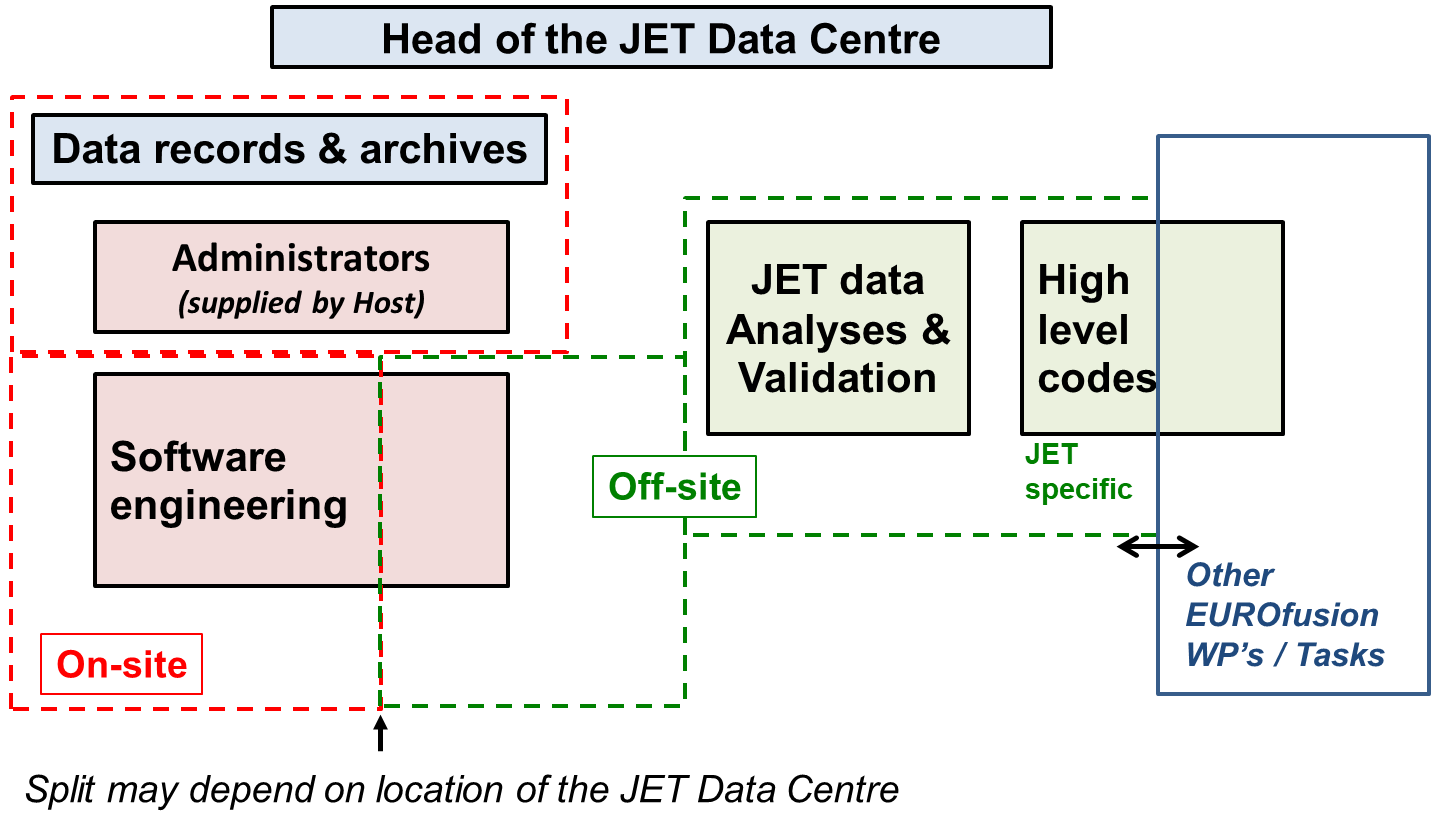 Head of the JET Data Centre
Data records & archives
Administrators
(supplied by Host)
Software
engineering
On-site
Off-site
JET data
Analyses &
Validation
High
level
codes
JET
specific
Other
EUROfusion
WP’s / Tasks
Split may depend on location of the JET Data Centre